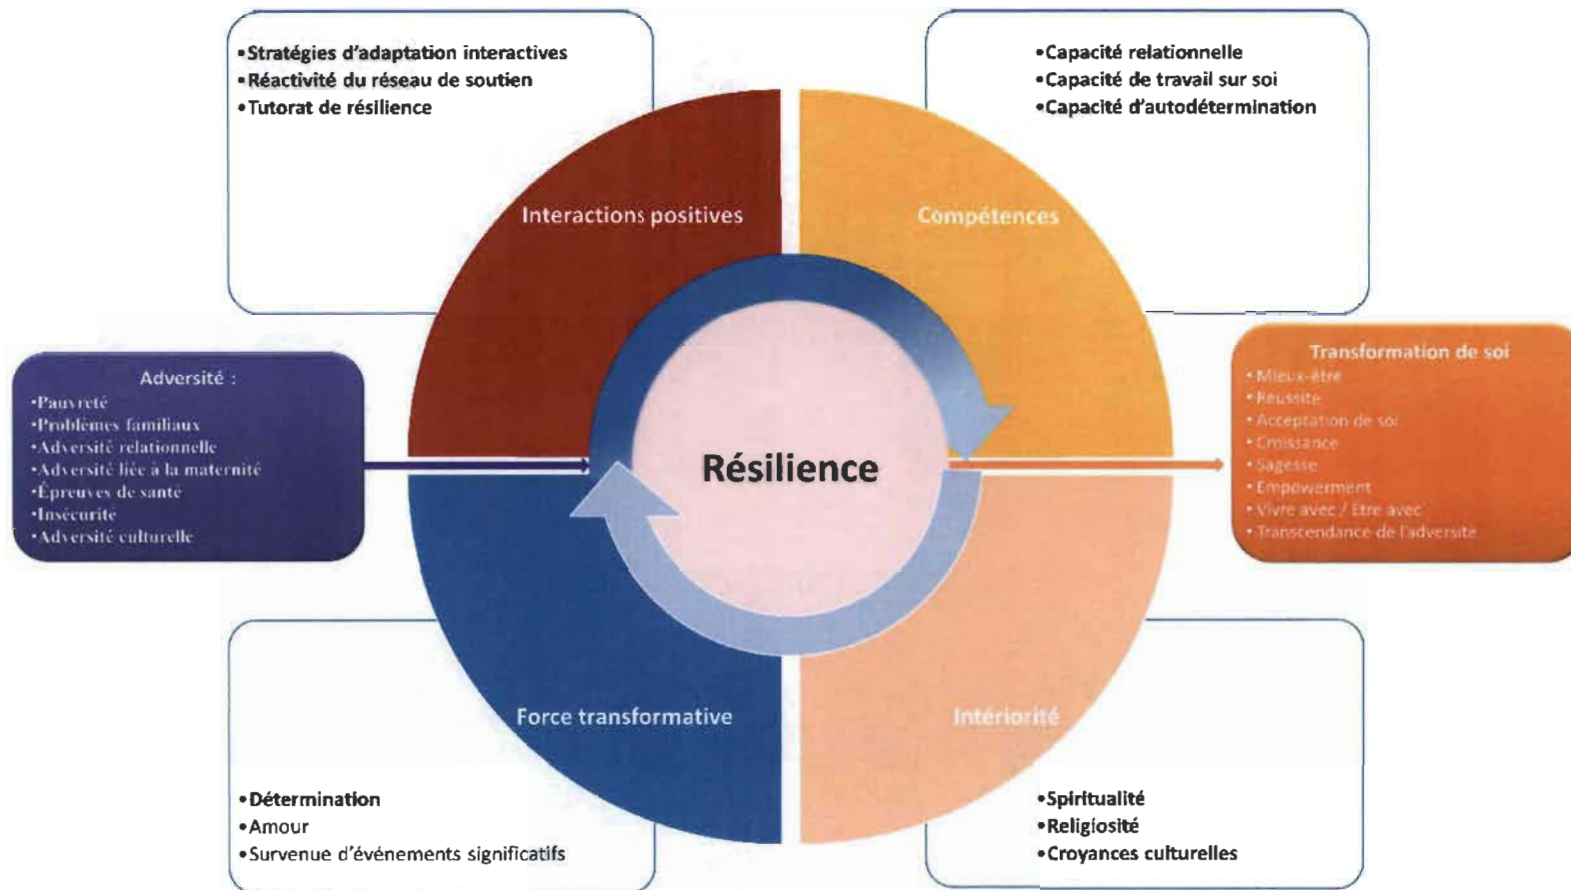 •Stratégies d'adaptation interactives
•Réactivité du réseau de soutien
•Tutorat de résilience
•Capacité relationnelle
•Capacité de travail sur soi
•Capacité d'autodétermination
Interactions positives
Compétences
Adversité :
•Pauvreté
•Problèmes familiaux
•Adversité relationnelle
•Adversité liée à la maternité
•Épreuves de santé
•Insécurité
•Adversité culturelle
Résilience
Transformation de soi
• Mieux-être
• Réussite
• Acceptation de soi
• Croissance
• Sagesse
• Empowerment
• Vivre avec / Etre avec
• Transcendance de l'adversité
Force transformative
Intériorité
•Détermination
•Amour
•Survenue d'événements significatifs
•Spiritualité
•Religiosité
•Croyances culturelles